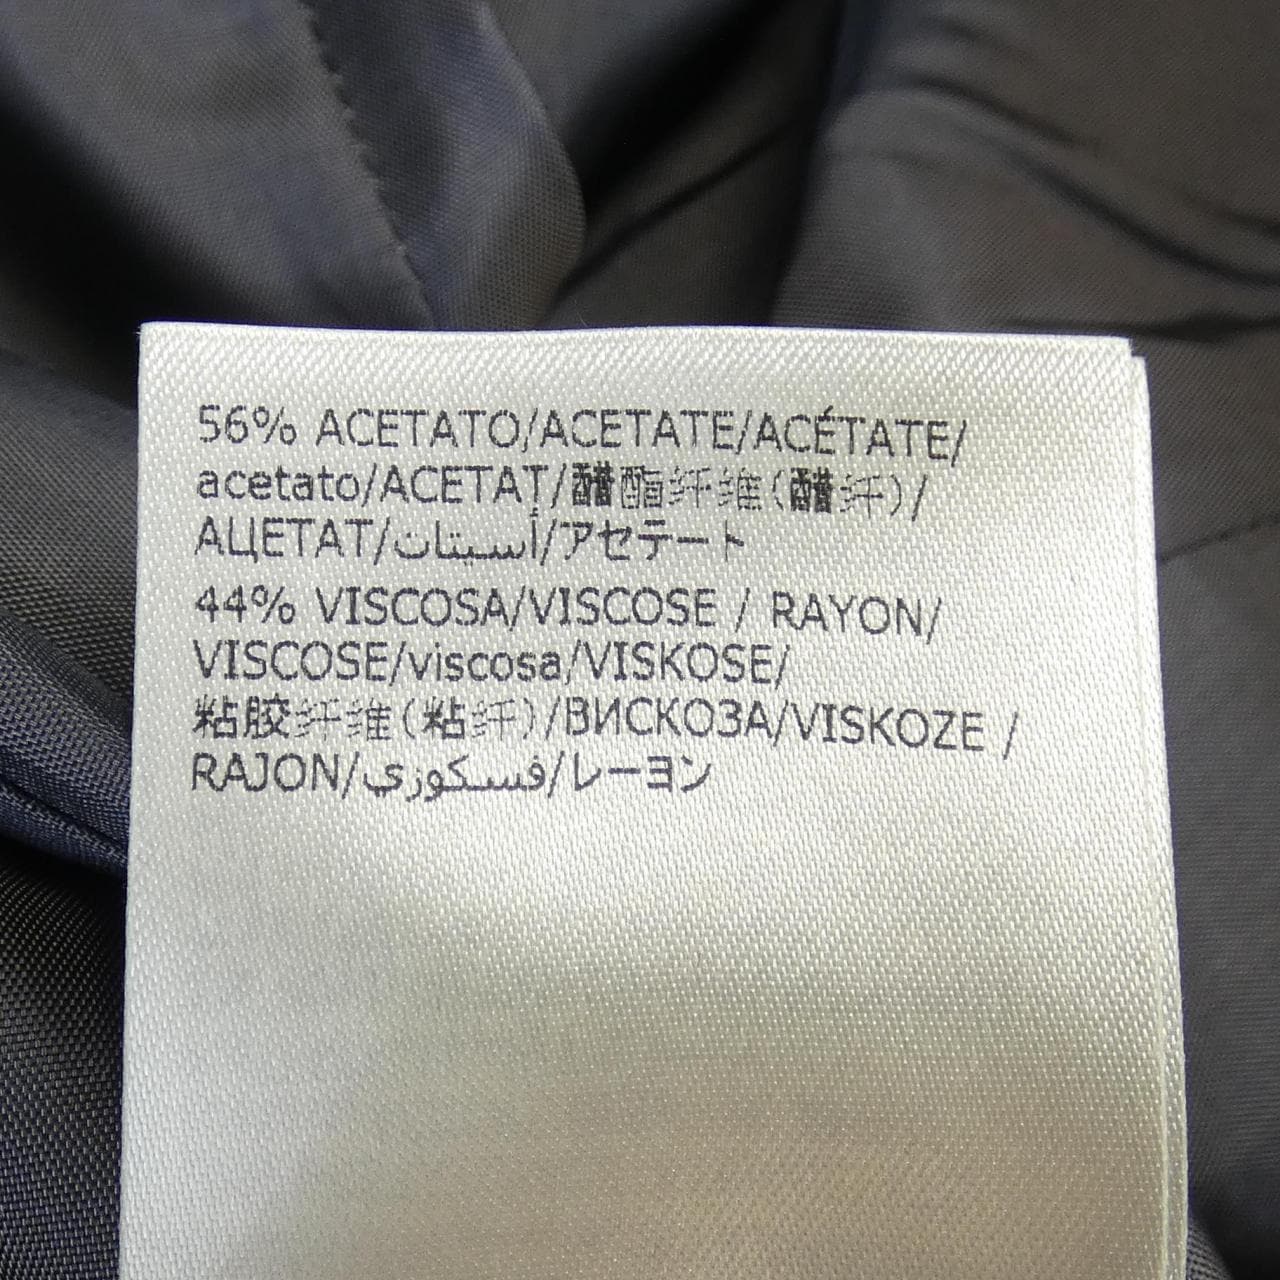 56% ACETATO/ACETATE/ACÉTATE/
acetato/ACETAT/醋酯纤维(醋纤)/
АЦЕТАТ/أسيتات/アセテート
44% VISCOSA/VISCOSE / RAYON/
VISCOSE/viscosa/VISKOSE/
粘胶纤维(粘纤)/ВИСКОЗА/VISKOZE /
RAJON/فسكوزي/レーヨン